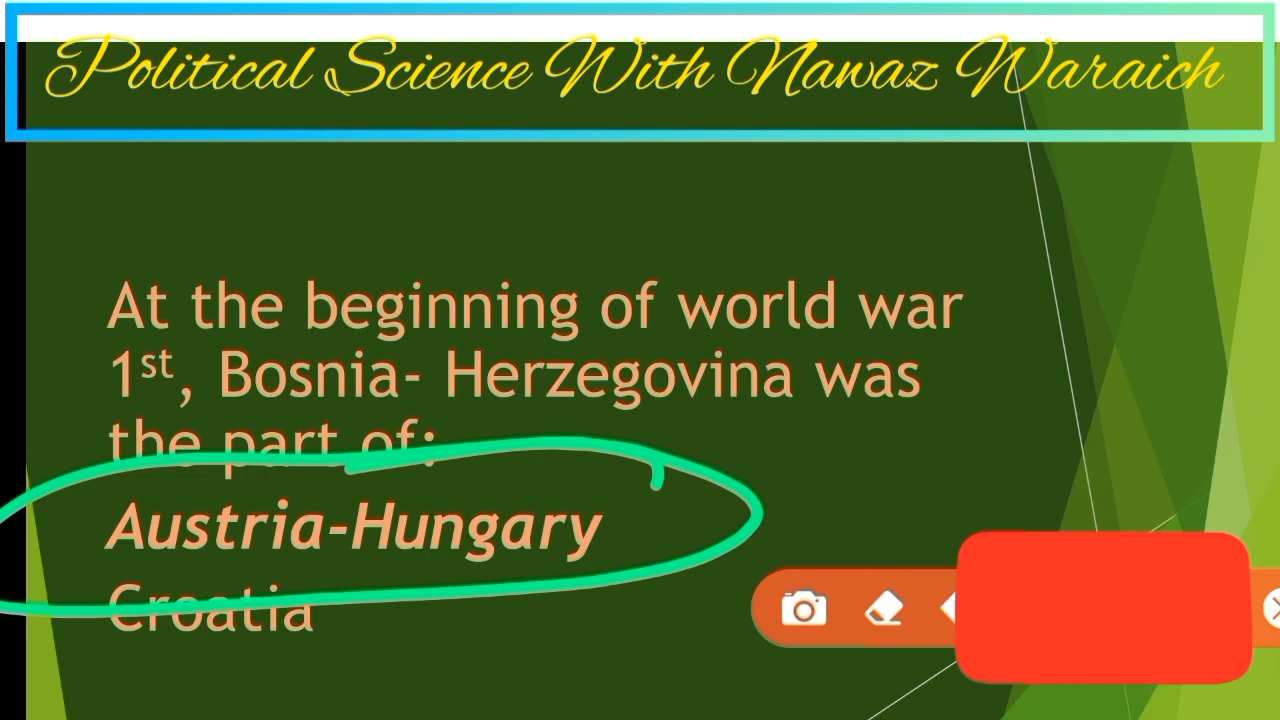 Political Science With Nawaz Waraich
At the beginning of world war
1st, Bosnia- Herzegovina was
the part of:
Austria-Hungary
Croatia